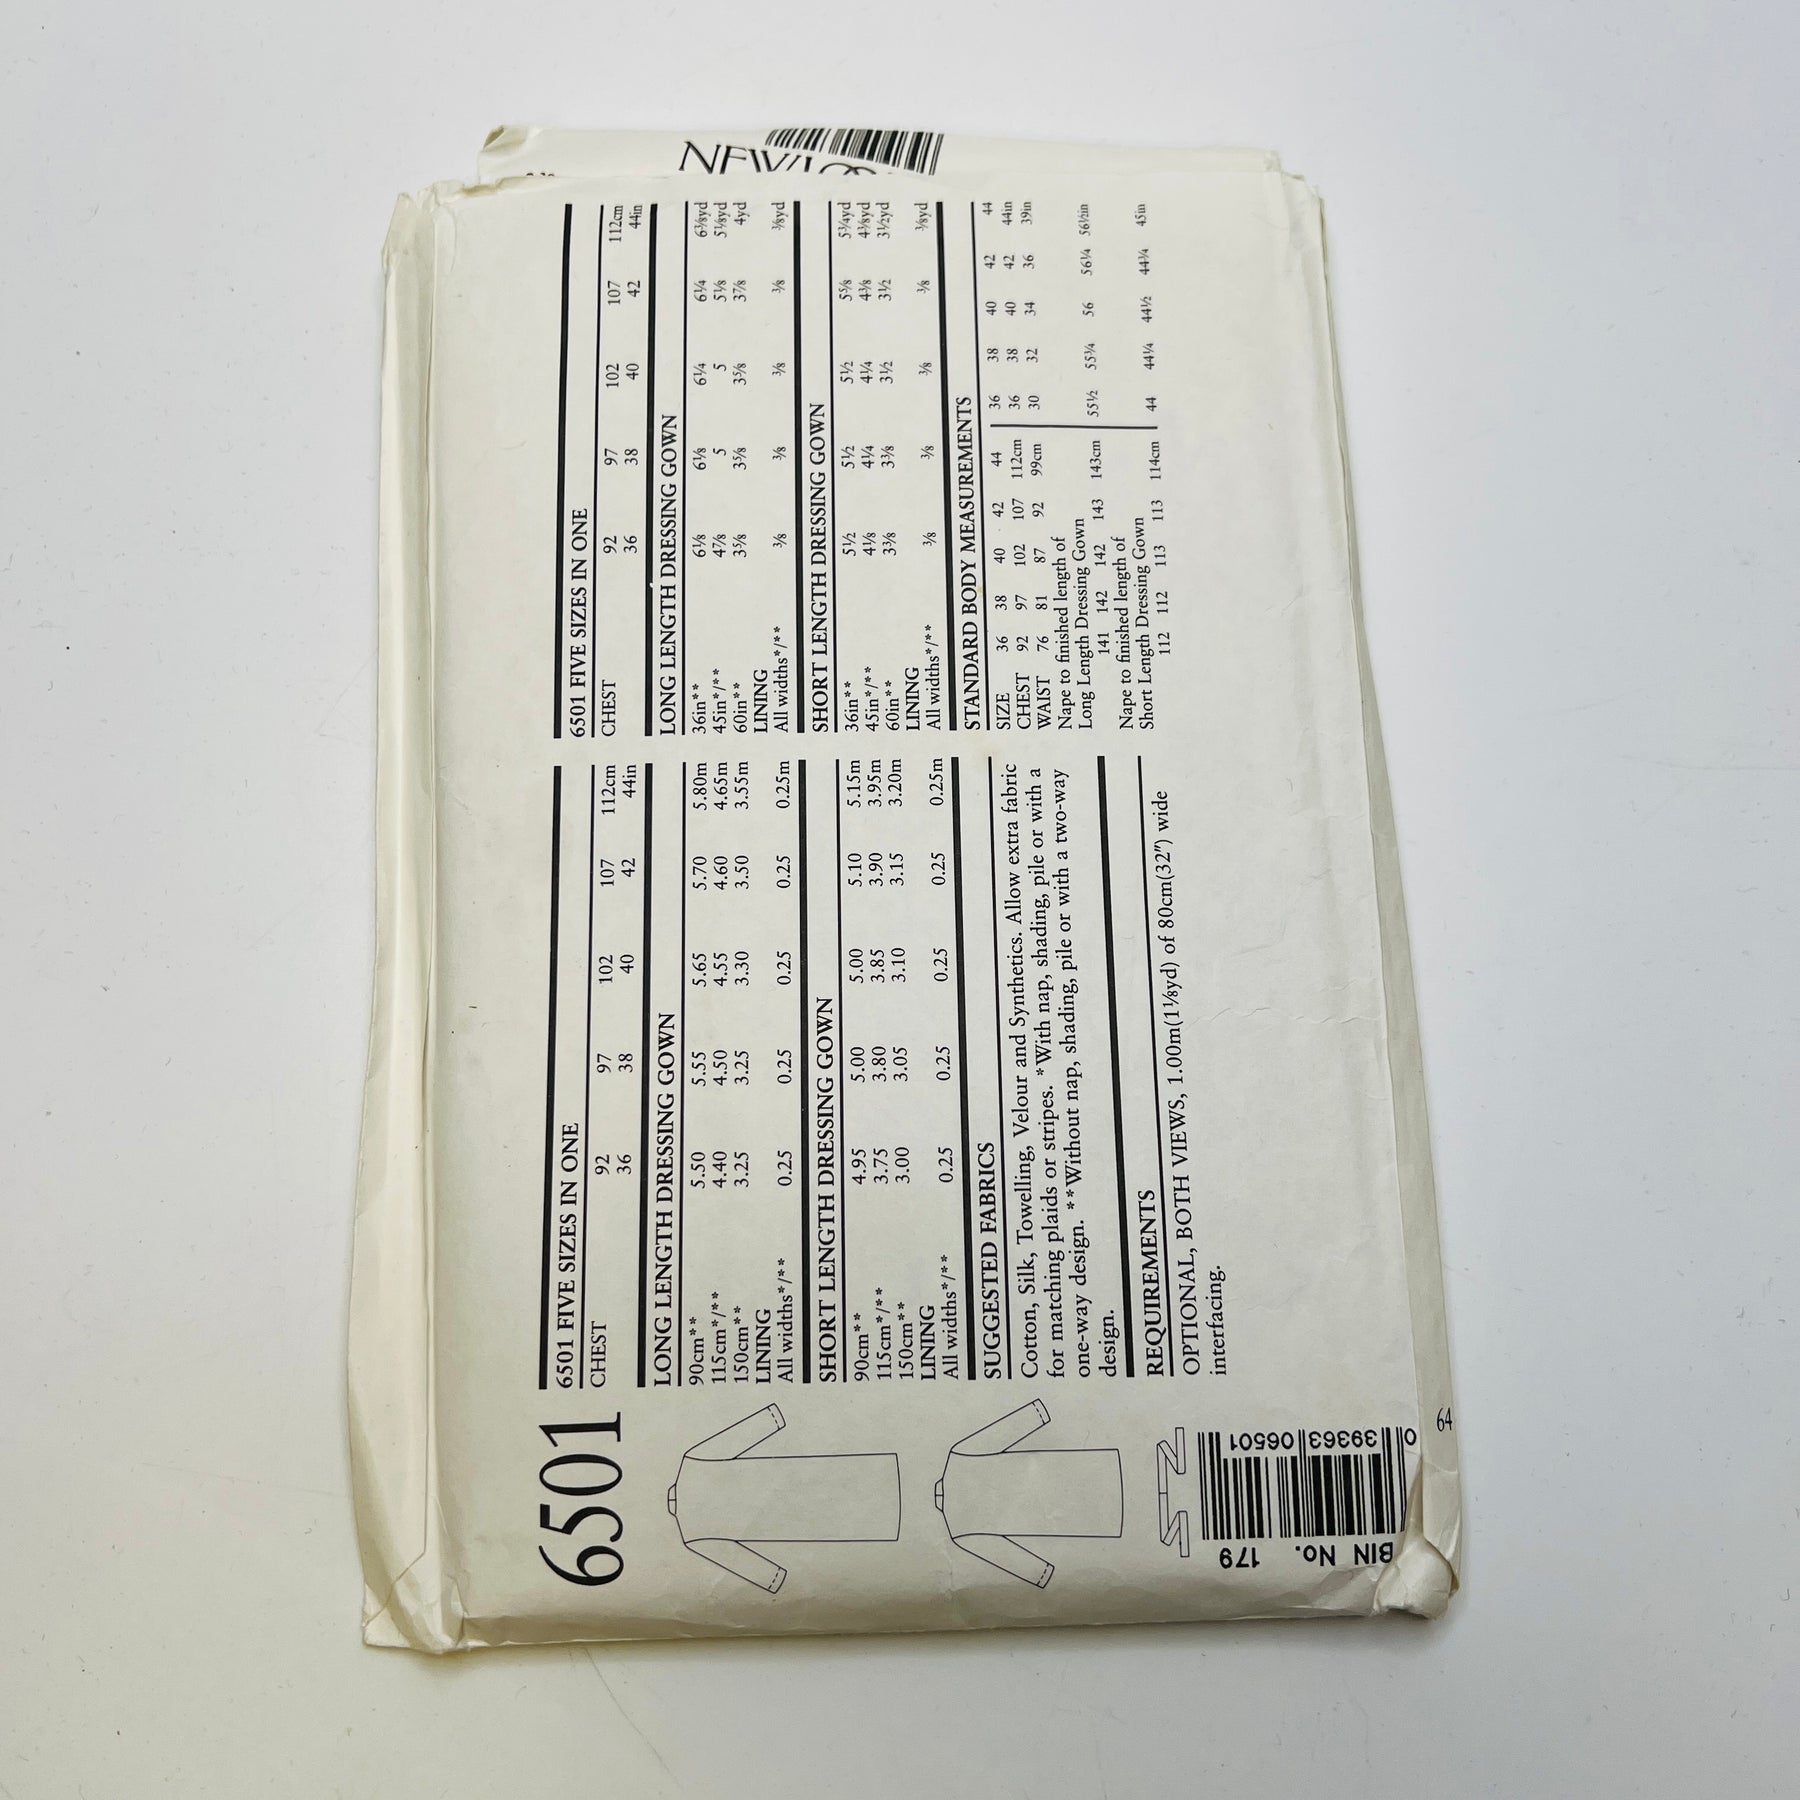 6501
6501 FIVE SIZES IN ONE
CHEST 92 97 102 107 112cm
36 38 40 42 44in
LONG LENGTH DRESSING GOWN
90cm** 5.50 5.55 5.65 5.70 5.80m
115cm*/** 4.40 4.50 4.55 4.60 4.65m
150cm** 3.25 3.25 3.30 3.50 3.55m
LINING
All widths*/** 0.25 0.25 0.25 0.25 0.25m
SHORT LENGTH DRESSING GOWN
90cm** 4.95 5.00 5.00 5.10 5.15m
115cm*/** 3.75 3.80 3.85 3.90 3.95m
150cm** 3.00 3.05 3.10 3.15 3.20m
LINING
All widths*/** 0.25 0.25 0.25 0.25 0.25m
SUGGESTED FABRICS
Cotton, Silk, Towelling, Velour and Synthetics. Allow extra fabric
for matching plaids or stripes. *With nap, shading, pile or with a
one-way design. **Without nap, shading, pile or with a two-way
design.
REQUIREMENTS
OPTIONAL, BOTH VIEWS, 1.00m(1⅛yd) of 80cm(32") wide
interfacing.
6501 FIVE SIZES IN ONE
CHEST 92 97 102 107 112cm
36 38 40 42 44in
LONG LENGTH DRESSING GOWN
36in** 6⅛ 6⅛ 6¼ 6¼ 6⅜yd
45in*/** 4⅞ 5 5 5⅛ 5⅛yd
60in** 3⅝ 3⅝ 3⅝ 3⅞ 4yd
LINING
All widths*/** ⅜ ⅜ ⅜ ⅜ ⅜yd
SHORT LENGTH DRESSING GOWN
36in** 5½ 5½ 5½ 5⅝ 5¾yd
45in*/** 4⅛ 4¼ 4¼ 4⅜ 4⅜yd
60in** 3⅜ 3⅜ 3½ 3½ 3½yd
LINING
All widths*/** ⅜ ⅜ ⅜ ⅜ ⅜yd
STANDARD BODY MEASUREMENTS
SIZE 36 38 40 42 44 36 38 40 42 44
CHEST 92 97 102 107 112cm 36 38 40 42 44in
WAIST 76 81 87 92 99cm 30 32 34 36 39in
Nape to finished length of
Long Length Dressing Gown
141 142 142 143 143cm 55½ 55¾ 56 56¼ 56½in
Nape to finished length of
Short Length Dressing Gown
112 112 113 113 114cm 44 44¼ 44½ 44¾ 45in
BIN No. 179
0 39363 06501
64